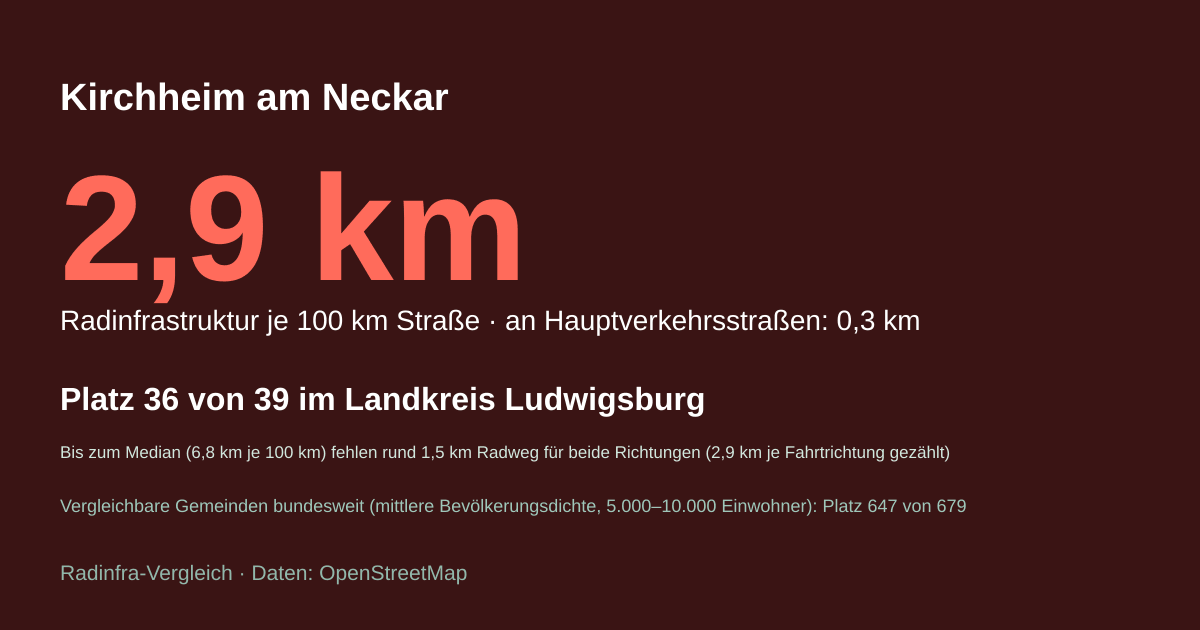 Kirchheim am Neckar
2,9 km
Radinfrastruktur je 100 km Straße · an Hauptverkehrsstraßen: 0,3 km
Platz 36 von 39 im Landkreis Ludwigsburg
Bis zum Median (6,8 km je 100 km) fehlen rund 1,5 km Radweg für beide Richtungen (2,9 km je Fahrtrichtung gezählt)
Vergleichbare Gemeinden bundesweit (mittlere Bevölkerungsdichte, 5.000–10.000 Einwohner): Platz 647 von 679
Radinfra-Vergleich · Daten: OpenStreetMap